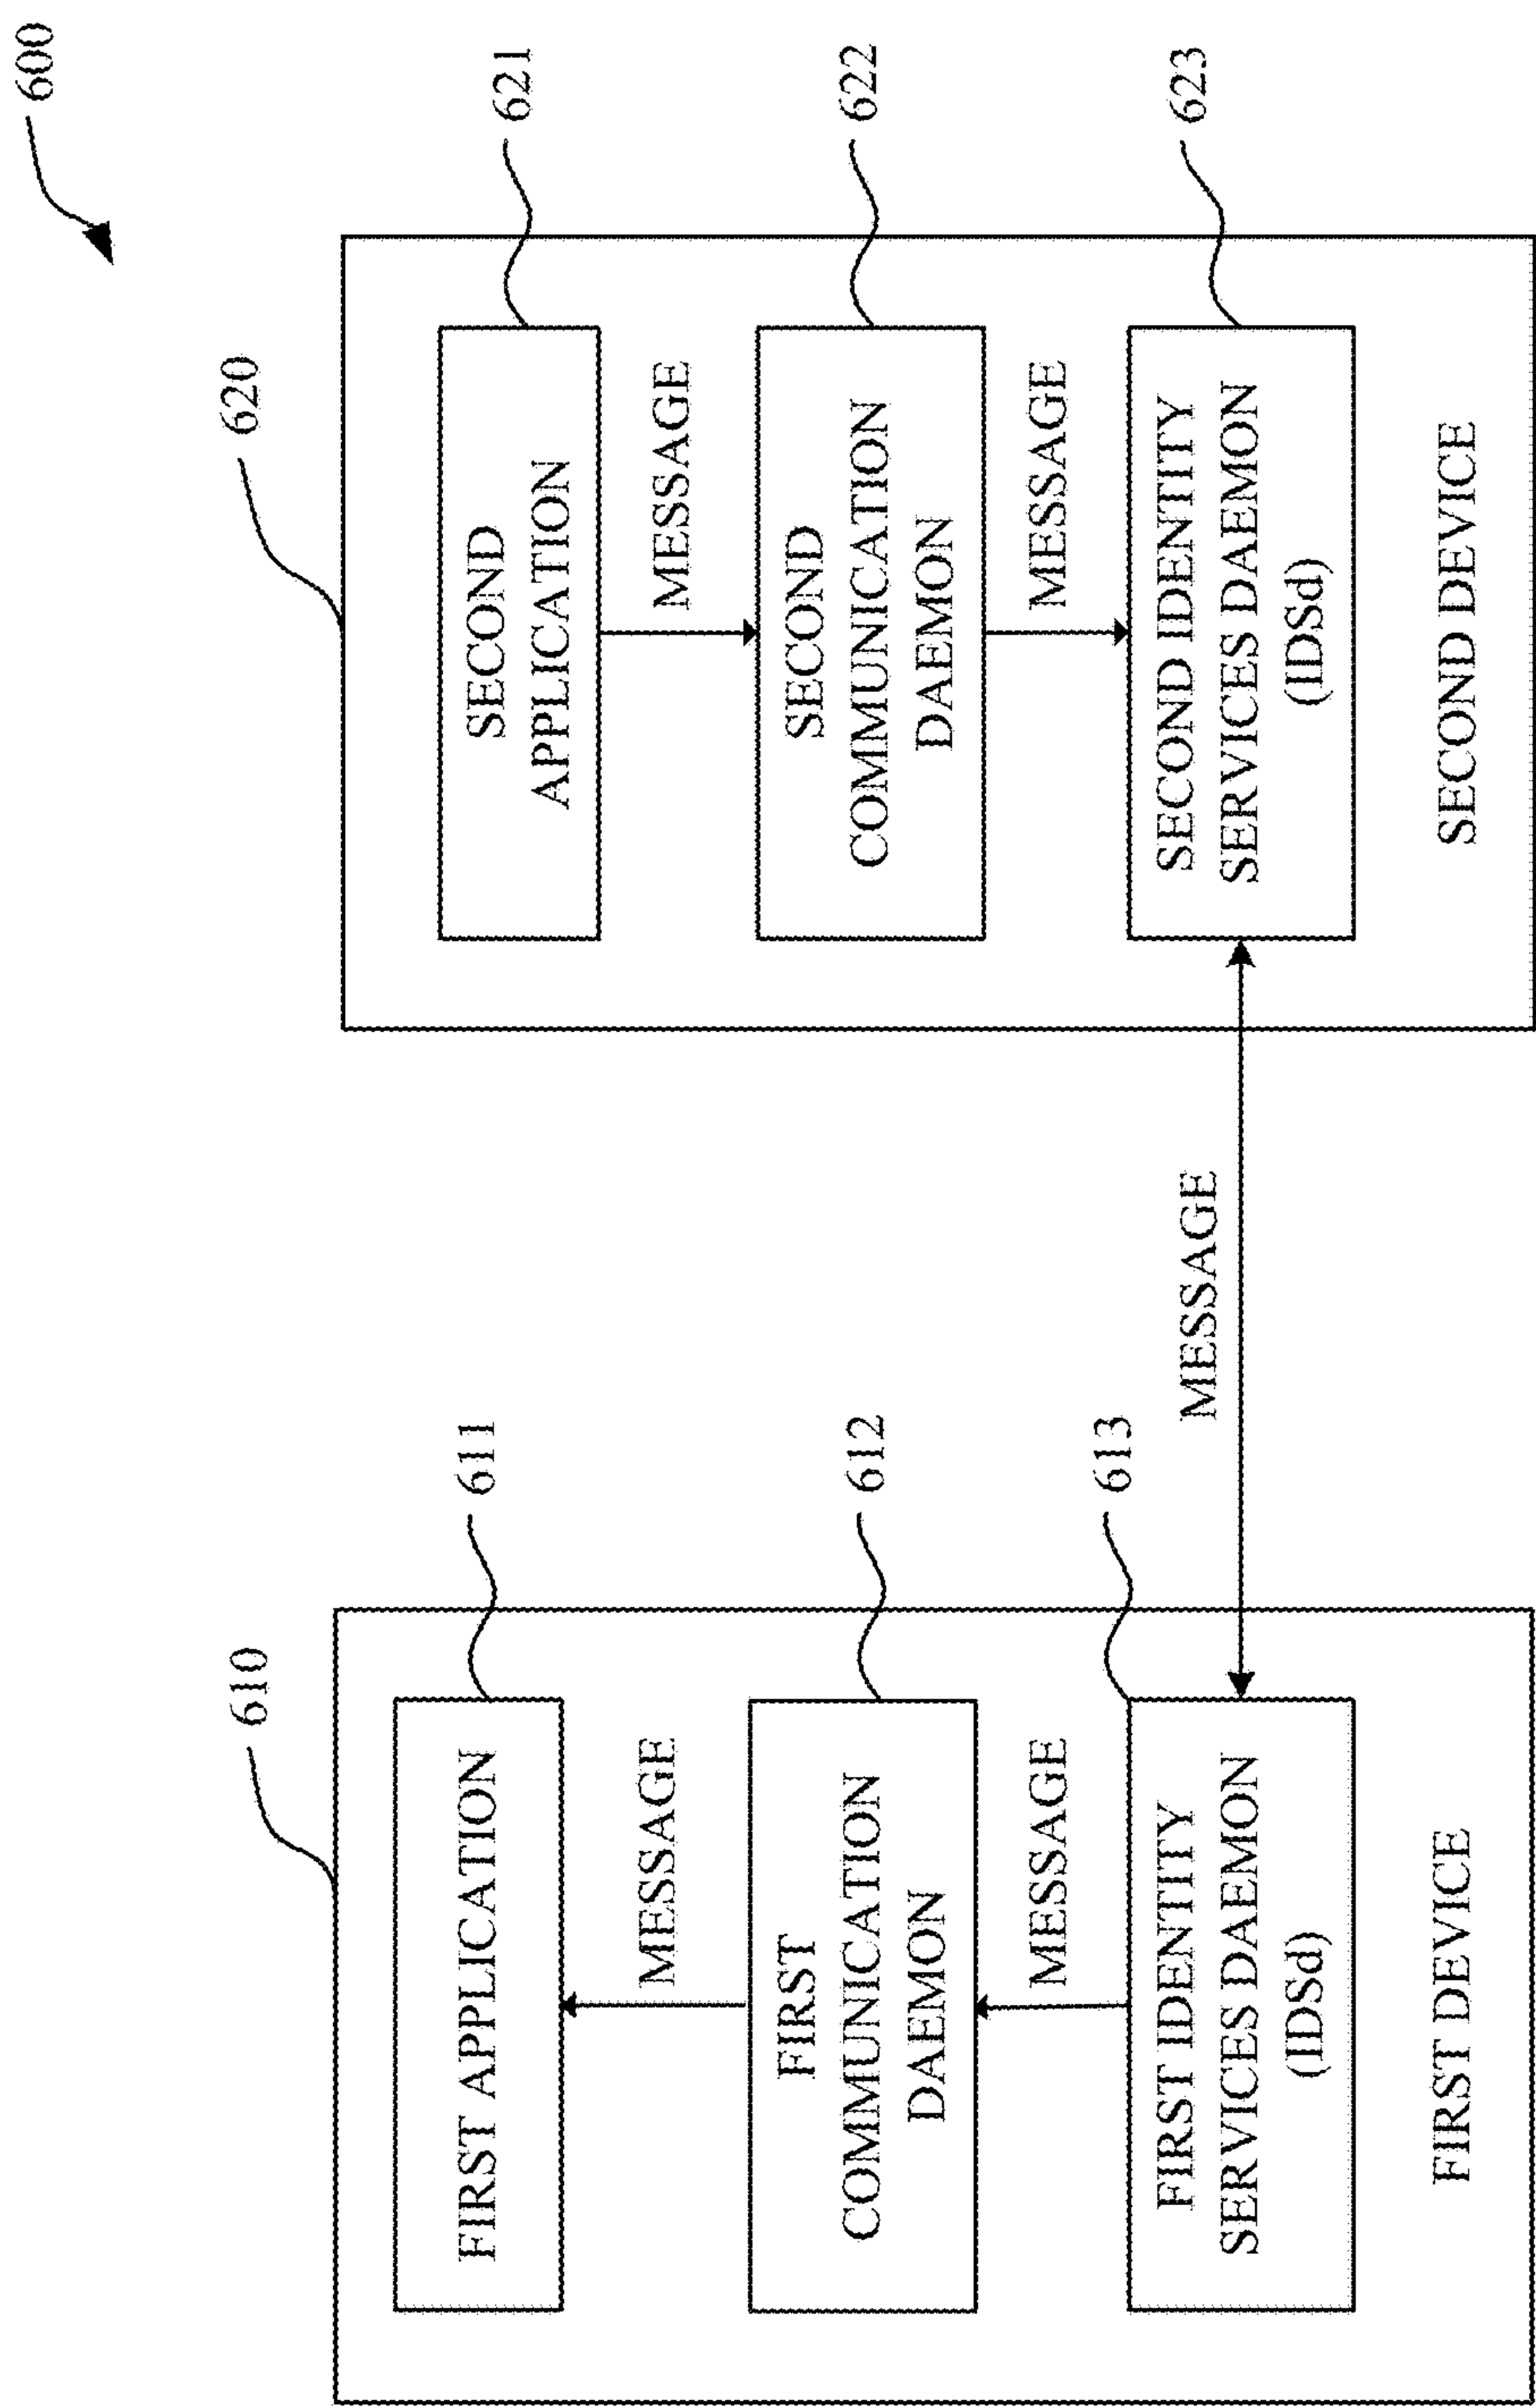 600
610
620
FIRST APPLICATION
611
MESSAGE
FIRST
COMMUNICATION
DAEMON
612
MESSAGE
613
FIRST IDENTITY
SERVICES DAEMON
(IDSd)
FIRST DEVICE
MESSAGE
SECOND
APPLICATION
621
MESSAGE
SECOND
COMMUNICATION
DAEMON
622
MESSAGE
SECOND IDENTITY
SERVICES DAEMON
(IDSd)
623
SECOND DEVICE